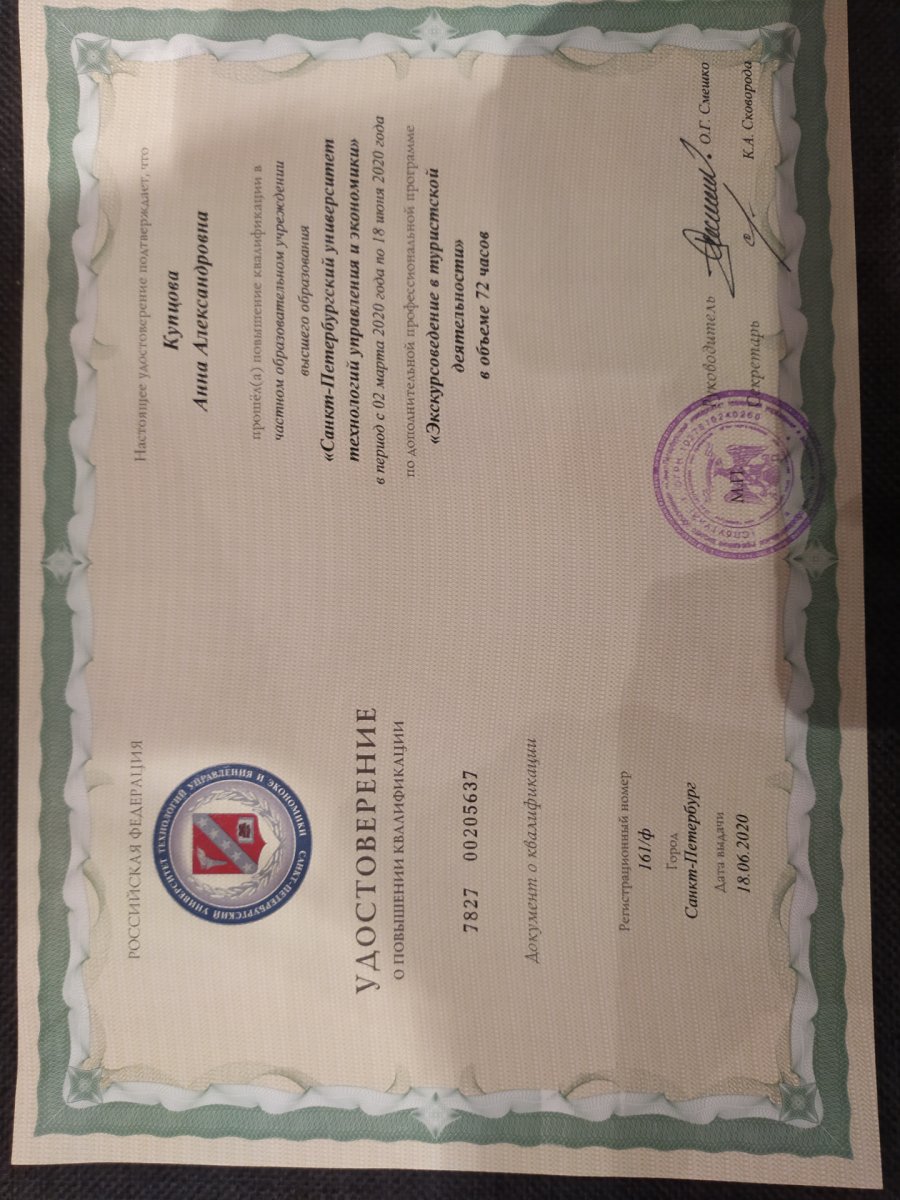 РОССИЙСКАЯ ФЕДЕРАЦИЯ
САНКТ-ПЕТЕРБУРГСКИЙ УНИВЕРСИТЕТ ТЕХНОЛОГИЙ УПРАВЛЕНИЯ И ЭКОНОМИКИ
УДОСТОВЕРЕНИЕ
О ПОВЫШЕНИИ КВАЛИФИКАЦИИ
7827 00205637
Документ о квалификации
Регистрационный номер
161/ф
Город
Санкт-Петербург
Дата выдачи
18.06.2020
Настоящее удостоверение подтверждает, что
Купцова
Анна Александровна
прошёл(а) повышение квалификации в
частном образовательном учреждении
высшего образования
«Санкт-Петербургский университет
технологий управления и экономики»
в период с 02 марта 2020 года по 18 июня 2020 года
по дополнительной профессиональной программе
«Экскурсоведение в туристской
деятельности»
в объеме 72 часов
Руководитель О.Г. Смешко
М.П.
Секретарь К.А. Сковорода